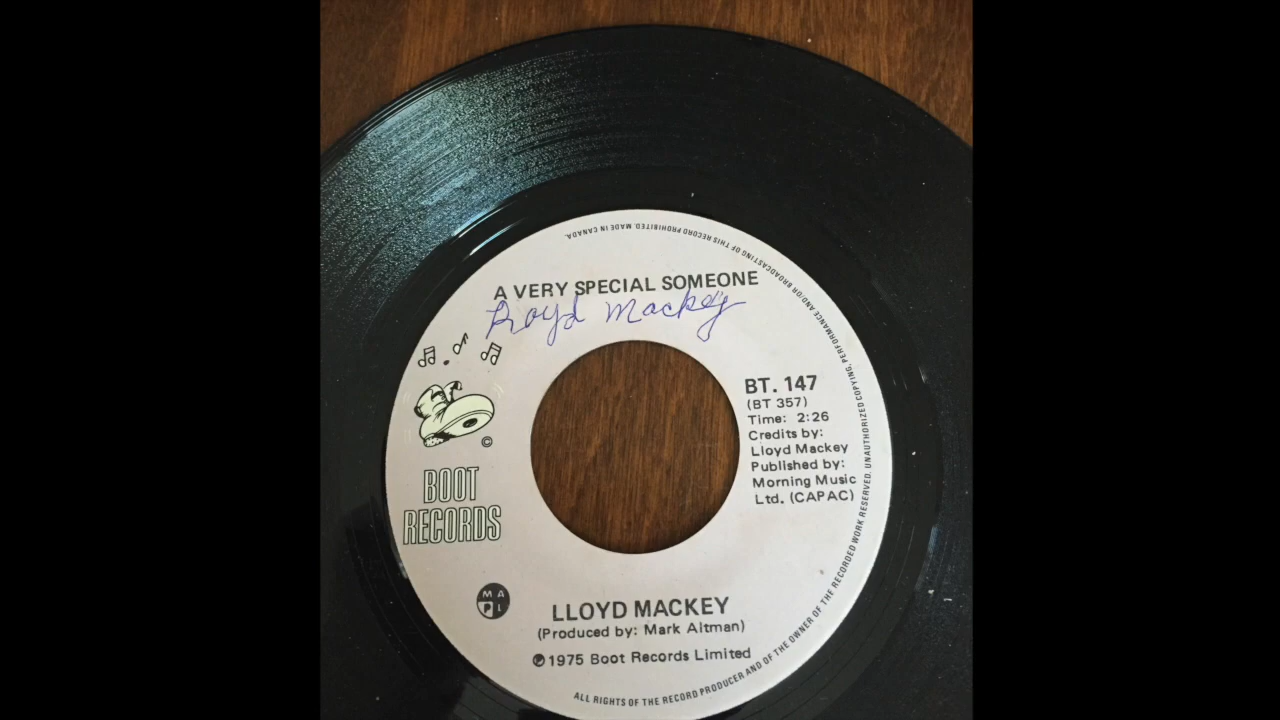 A VERY SPECIAL SOMEONE
Lloyd Mackey
BT. 147
(BT 357)
Time: 2:26
Credits by:
Lloyd Mackey
Published by:
Morning Music
Ltd. (CAPAC)
©
BOOT
RECORDS
M A
P L
LLOYD MACKEY
(Produced by: Mark Altman)
℗ 1975 Boot Records Limited
ALL RIGHTS OF THE RECORD PRODUCER AND OF THE OWNER OF THE RECORDED WORK RESERVED. UNAUTHORIZED COPYING, PERFORMANCE AND/OR BROADCASTING OF THIS RECORD PROHIBITED. MADE IN CANADA.